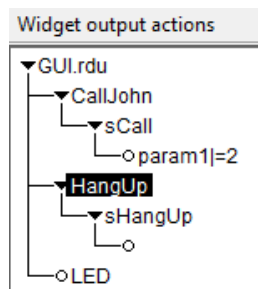 Widget output actions
GUI.rdu
CallJohn
sCall
param1|=2
HangUp
sHangUp
LED